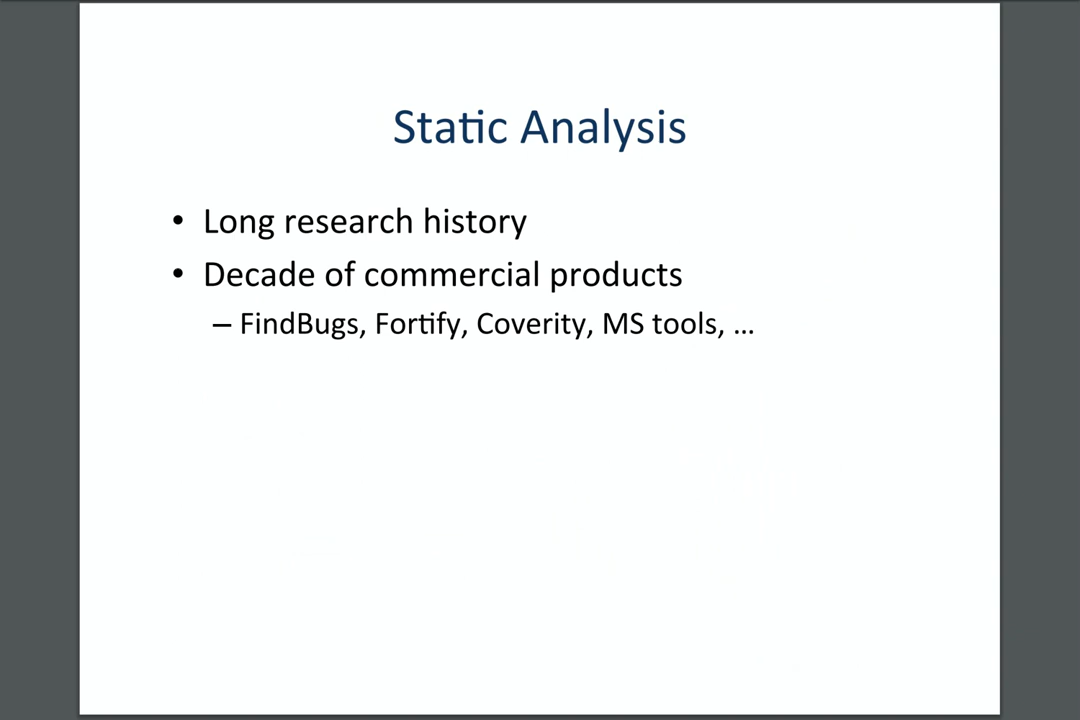 Static Analysis
• Long research history
• Decade of commercial products
– FindBugs, Fortify, Coverity, MS tools, ...